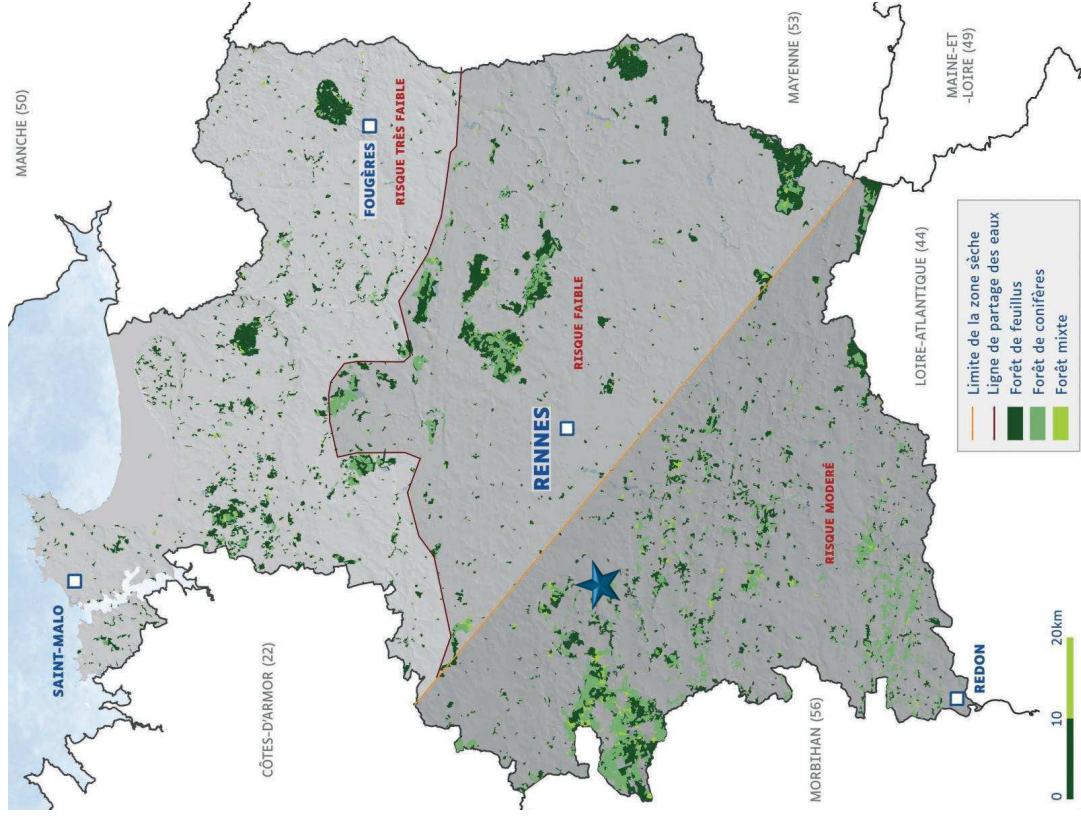 MANCHE (50)
SAINT-MALO
FOUGÈRES
RISQUE TRÈS FAIBLE
CÔTES-D'ARMOR (22)
MAYENNE (53)
RISQUE FAIBLE
RENNES
MAINE-ET
-LOIRE (49)
RISQUE MODERÉ
MORBIHAN (56)
LOIRE-ATLANTIQUE (44)
REDON
Limite de la zone sèche
Ligne de partage des eaux
Forêt de feuillus
Forêt de conifères
Forêt mixte
0 10 20km